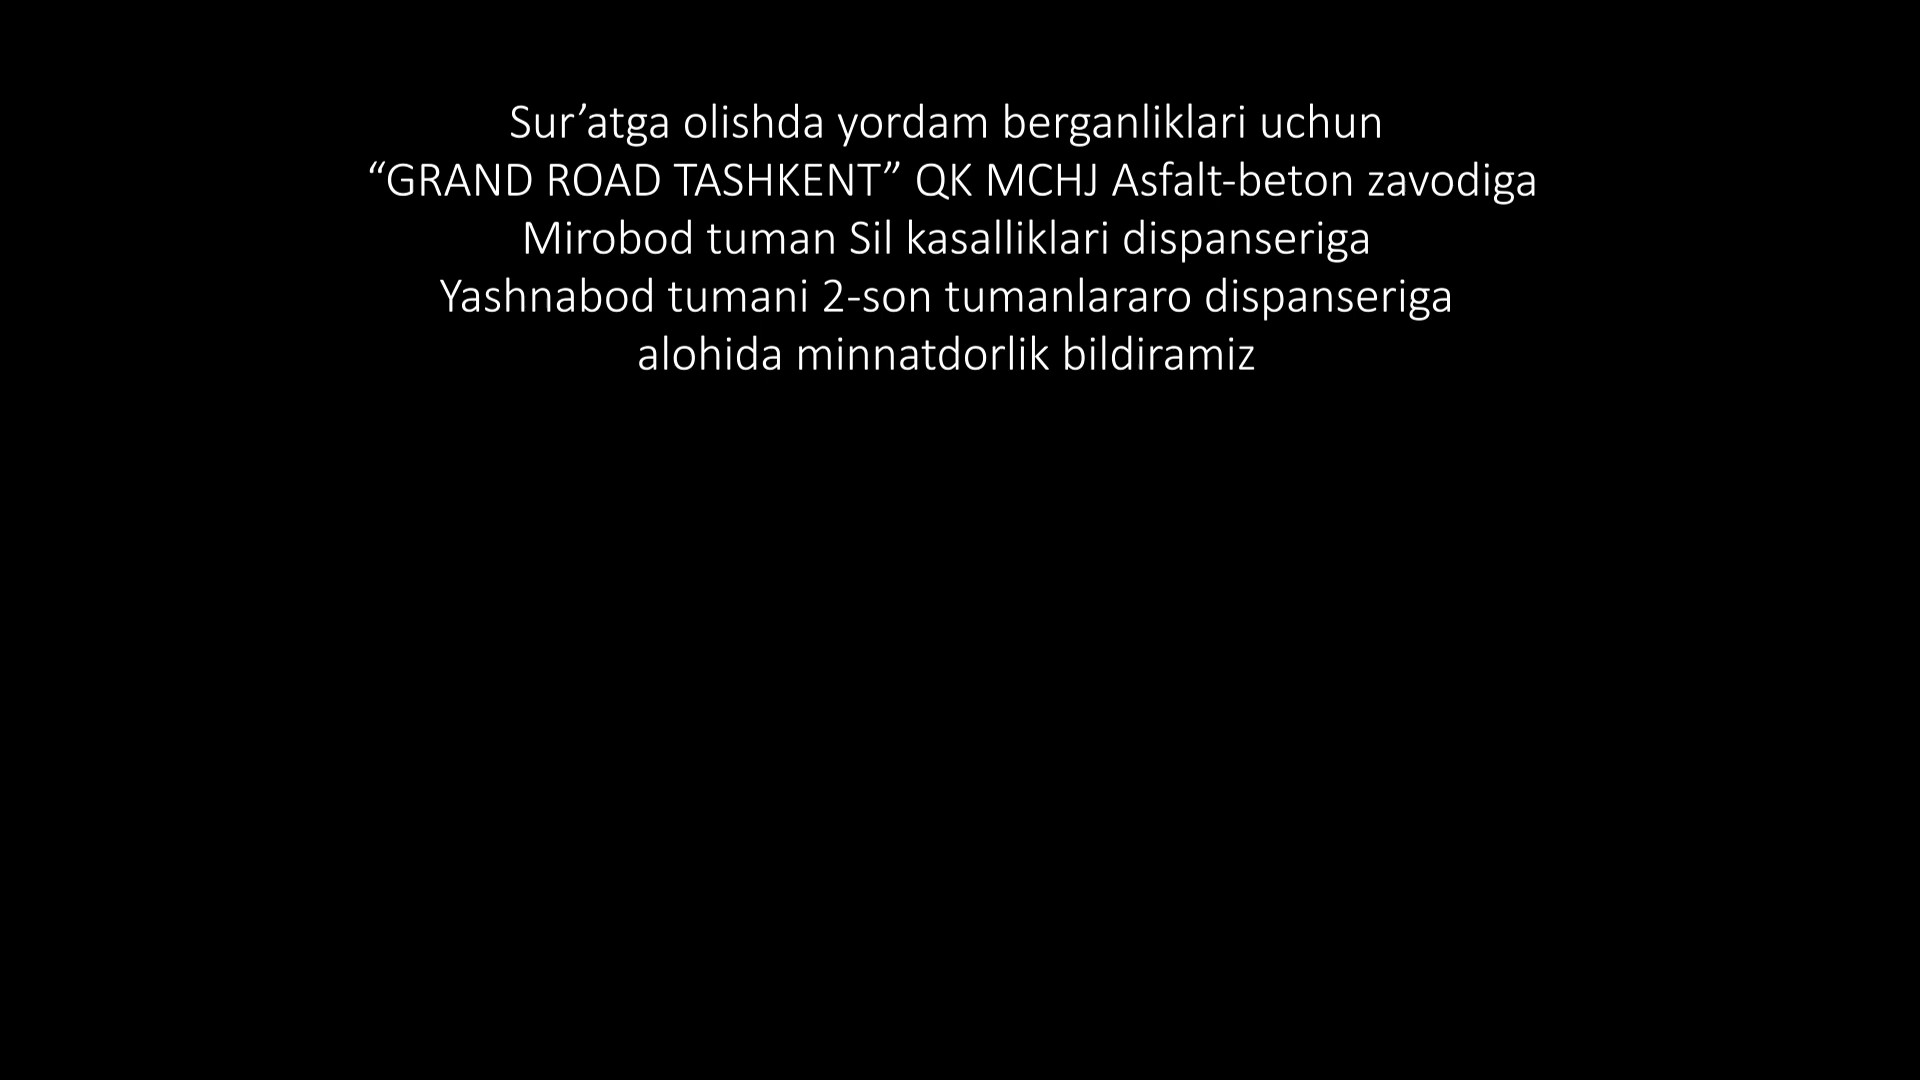 Sur’atga olishda yordam berganliklari uchun
“GRAND ROAD TASHKENT” QK MCHJ Asfalt-beton zavodiga
Mirobod tuman Sil kasalliklari dispanseriga
Yashnabod tumani 2-son tumanlararo dispanseriga
alohida minnatdorlik bildiramiz